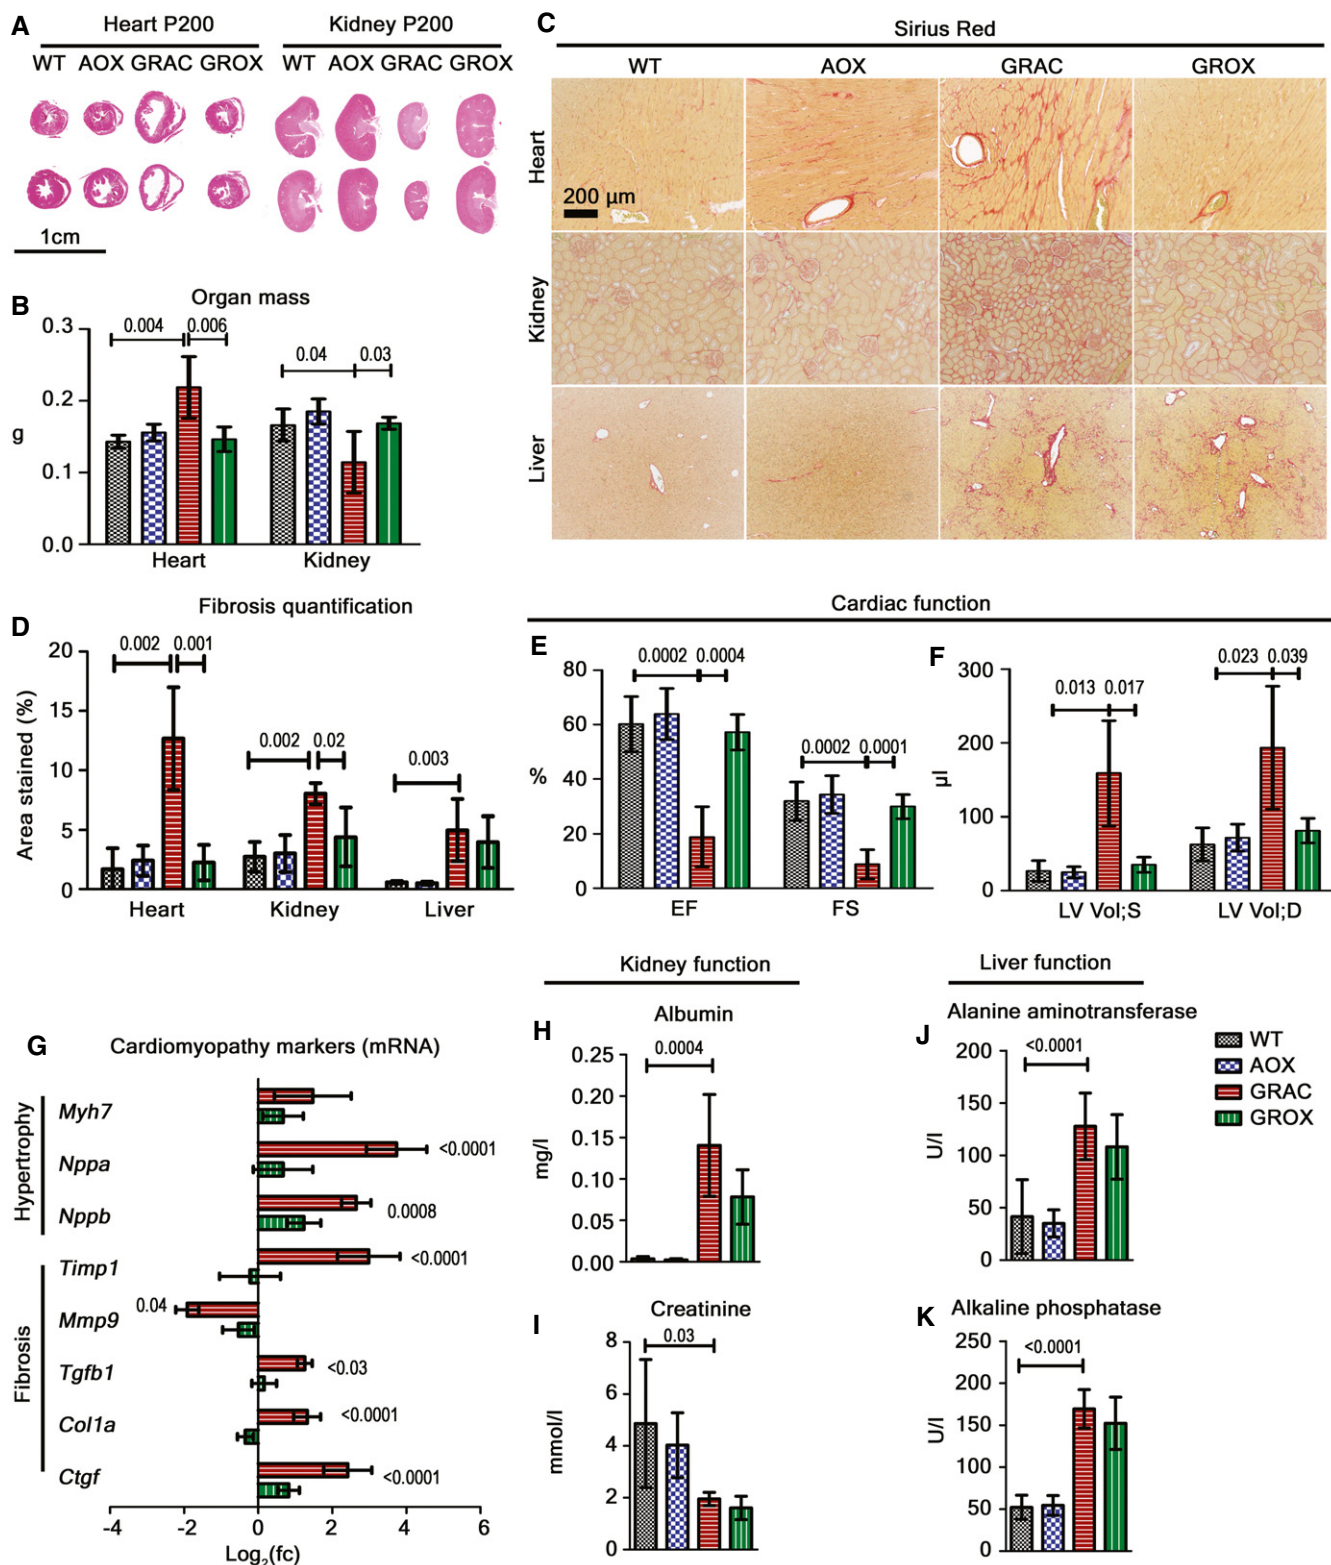 A
Heart P200
Kidney P200
WT AOX GRAC GROX
WT AOX GRAC GROX
1cm
B
Organ mass
0.3
0.2
0.1
0.0
g
0.004
0.006
0.04
0.03
Heart
Kidney
C
Sirius Red
WT
AOX
GRAC
GROX
Heart
200 µm
Kidney
Liver
D
Fibrosis quantification
Area stained (%)
20
15
10
5
0
0.002
0.001
0.002
0.02
0.003
Heart
Kidney
Liver
Cardiac function
E
%
80
60
40
20
0
0.0002
0.0004
0.0002
0.0001
EF
FS
F
µl
300
200
100
0
0.013
0.017
0.023
0.039
LV Vol;S
LV Vol;D
G
Cardiomyopathy markers (mRNA)
Hypertrophy
Fibrosis
Myh7
Nppa
<0.0001
Nppb
0.0008
Timp1
<0.0001
Mmp9
0.04
Tgfb1
<0.03
Col1a
<0.0001
Ctgf
<0.0001
-4
-2
0
2
4
6
Log2(fc)
Kidney function
H
Albumin
mg/l
0.25
0.20
0.15
0.10
0.05
0.00
0.0004
I
Creatinine
mmol/l
8
6
4
2
0
0.03
Liver function
J
Alanine aminotransferase
U/l
200
150
100
50
0
<0.0001
WT
AOX
GRAC
GROX
K
Alkaline phosphatase
U/l
250
200
150
100
50
0
<0.0001